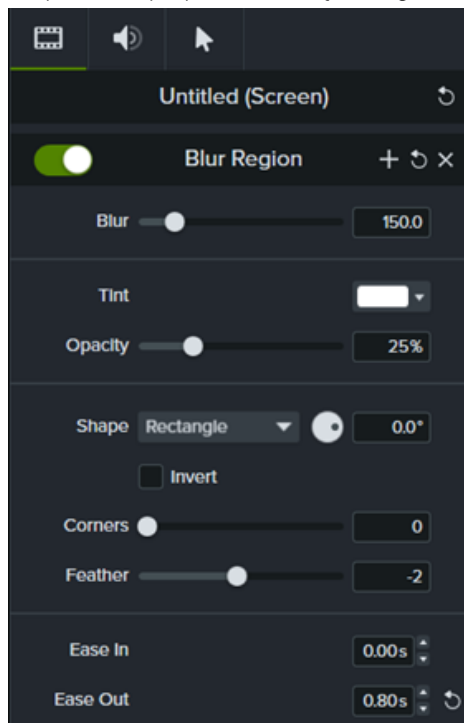 Untitled (Screen)
Blur Region
Blur 150.0
Tint
Opacity 25%
Shape Rectangle 0.0°
Invert
Corners 0
Feather -2
Ease In 0.00s
Ease Out 0.80s